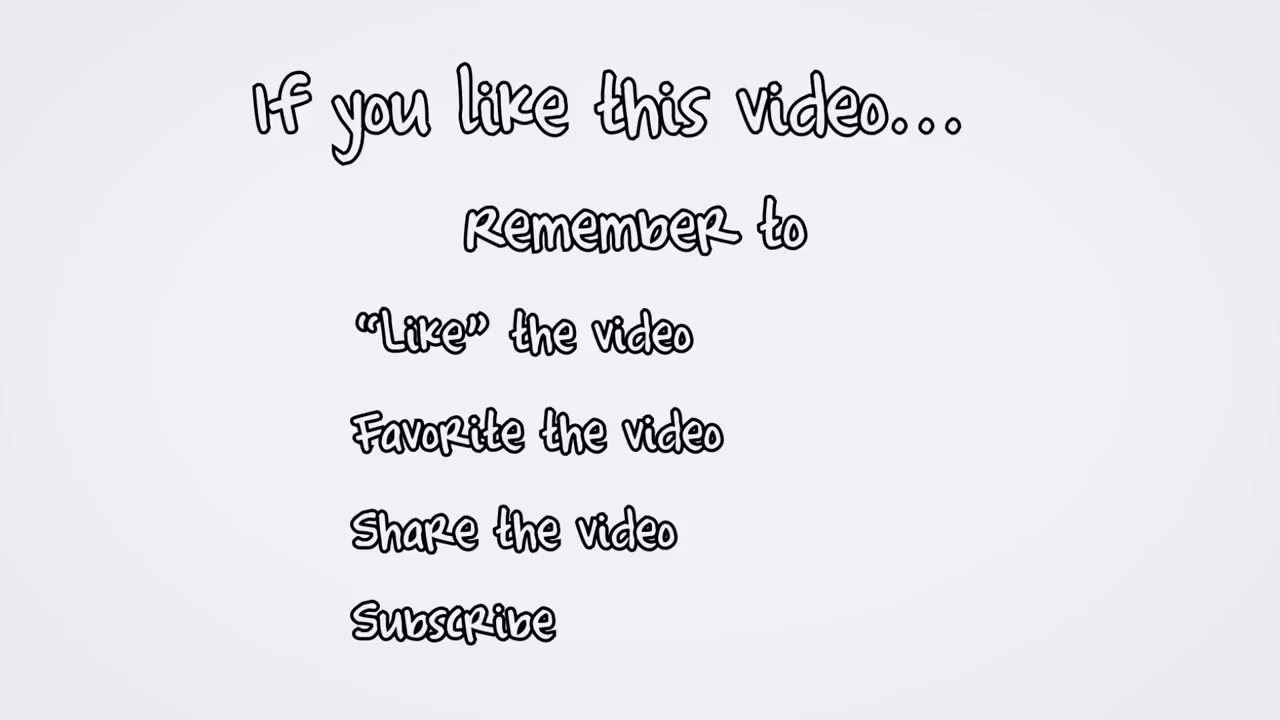 If you like this video...
Remember to
“Like” the video
Favorite the video
Share the video
Subscribe